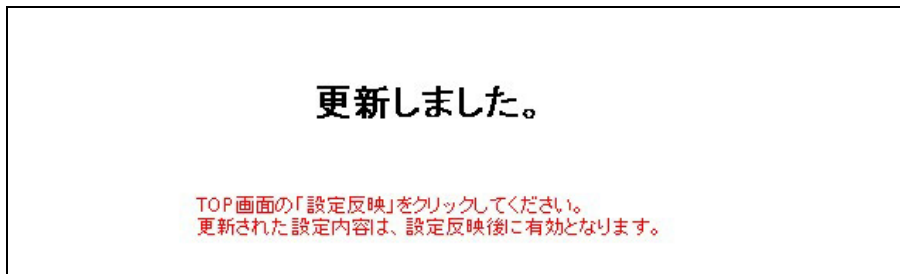 更新しました。
TOP画面の「設定反映」をクリックしてください。
更新された設定内容は、設定反映後に有効となります。